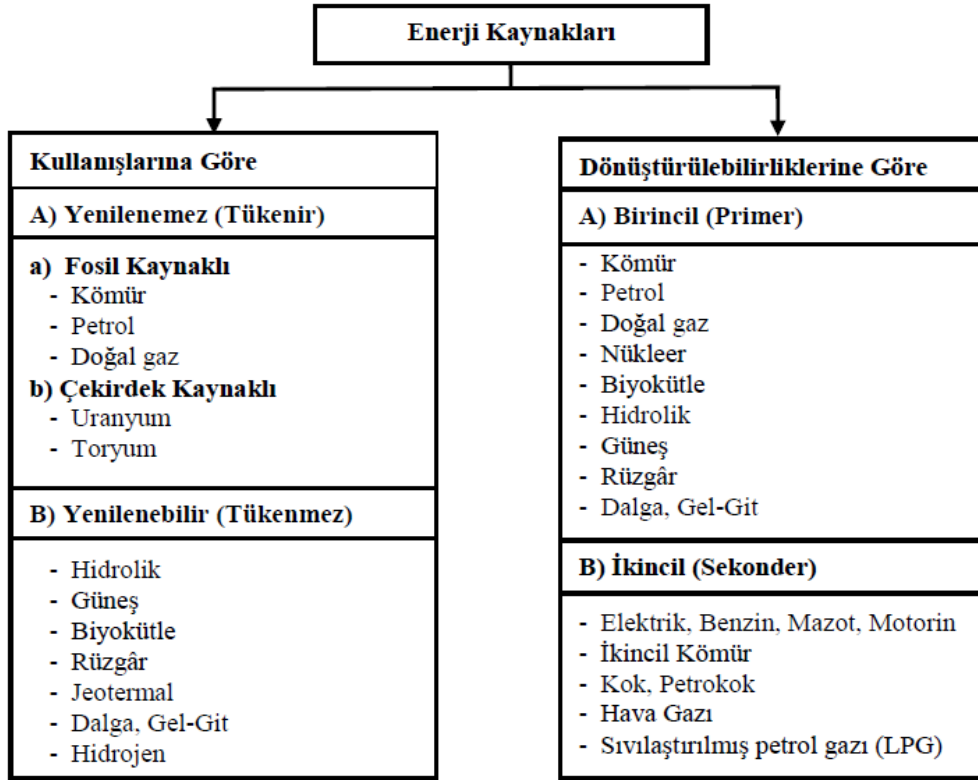 Enerji Kaynakları
Kullanışlarına Göre
A) Yenilenemez (Tükenir)
a) Fosil Kaynaklı
- Kömür
- Petrol
- Doğal gaz
b) Çekirdek Kaynaklı
- Uranyum
- Toryum
B) Yenilenebilir (Tükenmez)
- Hidrolik
- Güneş
- Biyokütle
- Rüzgâr
- Jeotermal
- Dalga, Gel-Git
- Hidrojen
Dönüştürülebilirliklerine Göre
A) Birincil (Primer)
- Kömür
- Petrol
- Doğal gaz
- Nükleer
- Biyokütle
- Hidrolik
- Güneş
- Rüzgâr
- Dalga, Gel-Git
B) İkincil (Sekonder)
- Elektrik, Benzin, Mazot, Motorin
- İkincil Kömür
- Kok, Petrokok
- Hava Gazı
- Sıvılaştırılmış petrol gazı (LPG)